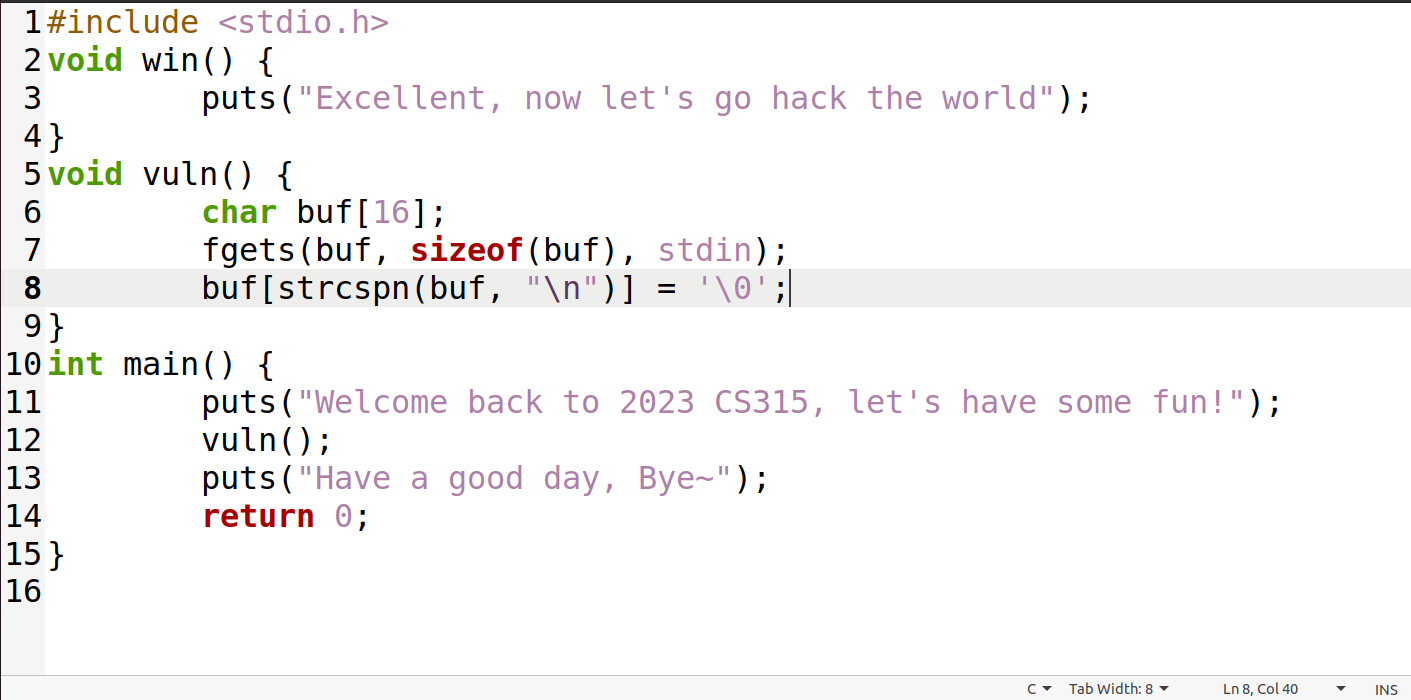 1 #include <stdio.h>
2 void win() {
3         puts("Excellent, now let's go hack the world");
4 }
5 void vuln() {
6         char buf[16];
7         fgets(buf, sizeof(buf), stdin);
8         buf[strcspn(buf, "\n")] = '\0';
9 }
10 int main() {
11         puts("Welcome back to 2023 CS315, let's have some fun!");
12         vuln();
13         puts("Have a good day, Bye~");
14         return 0;
15 }
16
C Tab Width: 8 Ln 8, Col 40 INS